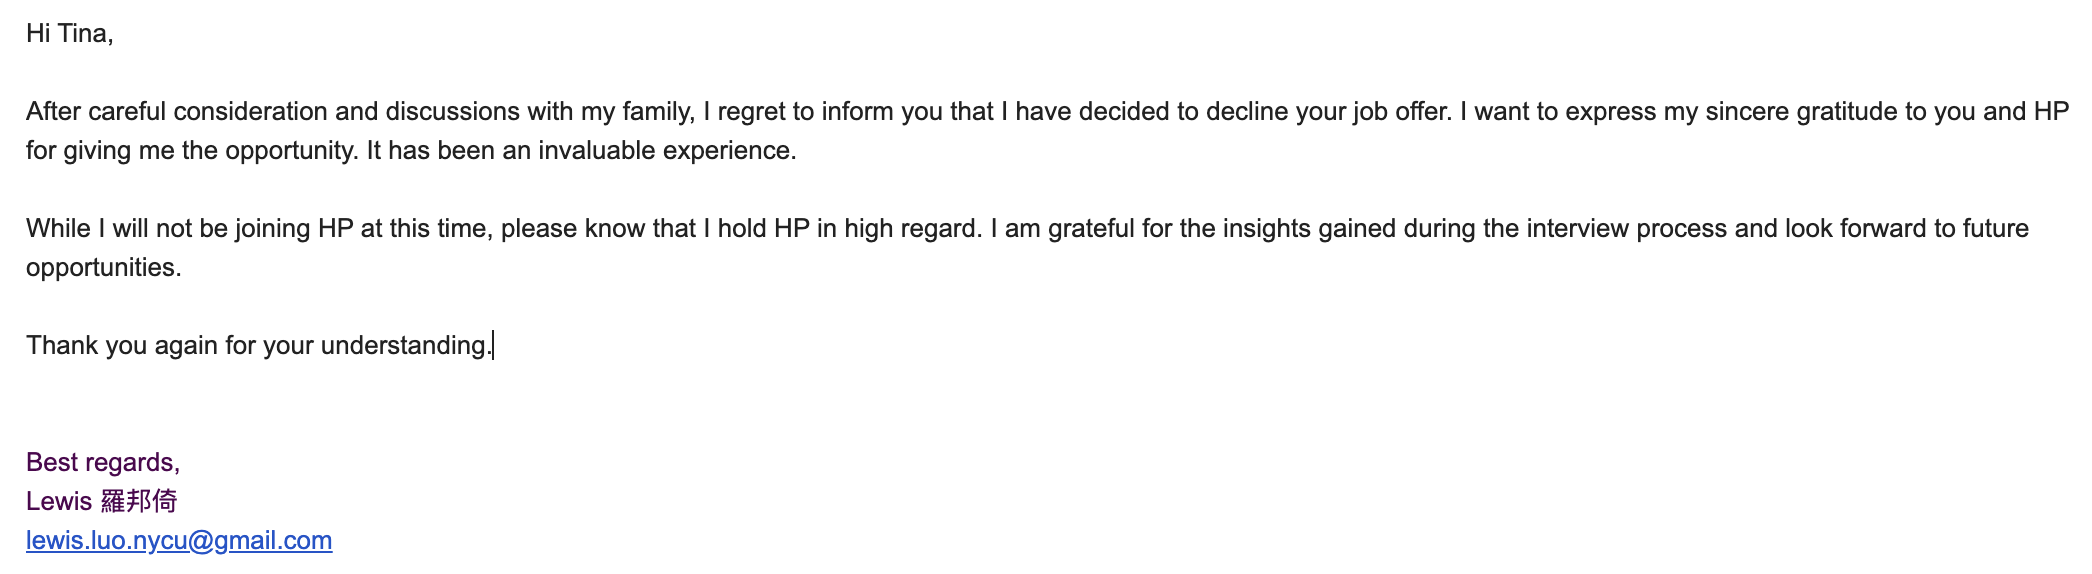 Hi Tina,
After careful consideration and discussions with my family, I regret to inform you that I have decided to decline your job offer. I want to express my sincere gratitude to you and HP
for giving me the opportunity. It has been an invaluable experience.
While I will not be joining HP at this time, please know that I hold HP in high regard. I am grateful for the insights gained during the interview process and look forward to future
opportunities.
Thank you again for your understanding.
Best regards,
Lewis 羅邦倚
lewis.luo.nycu@gmail.com